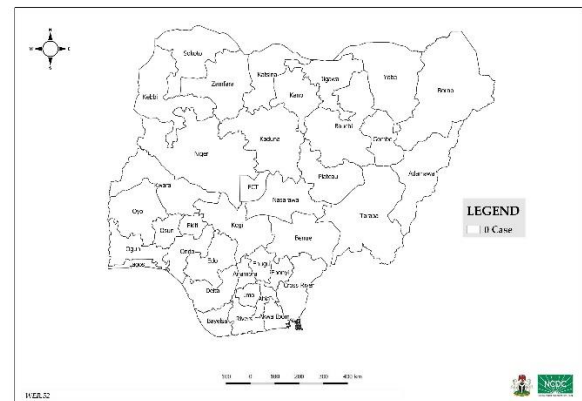 N
W E
S
Sokoto
Katsina
Jigawa
Yobe
Borno
Zamfara
Kebbi
Kano
Bauchi
Gombe
Kaduna
Niger
Adamawa
Plateau
FCT
Kwara
Nasarawa
Oyo
Taraba
Kogi
Ekiti
Osun
Benue
LEGEND
0 Case
Ogun
Ondo
Lagos
Edo
Enugu
Anambra
Ebonyi
Cross River
Delta
Imo
Abia
Bayelsa
Rivers
Akwa Ibom
100 0 100 200 300 400 km
WER 52
NCDC